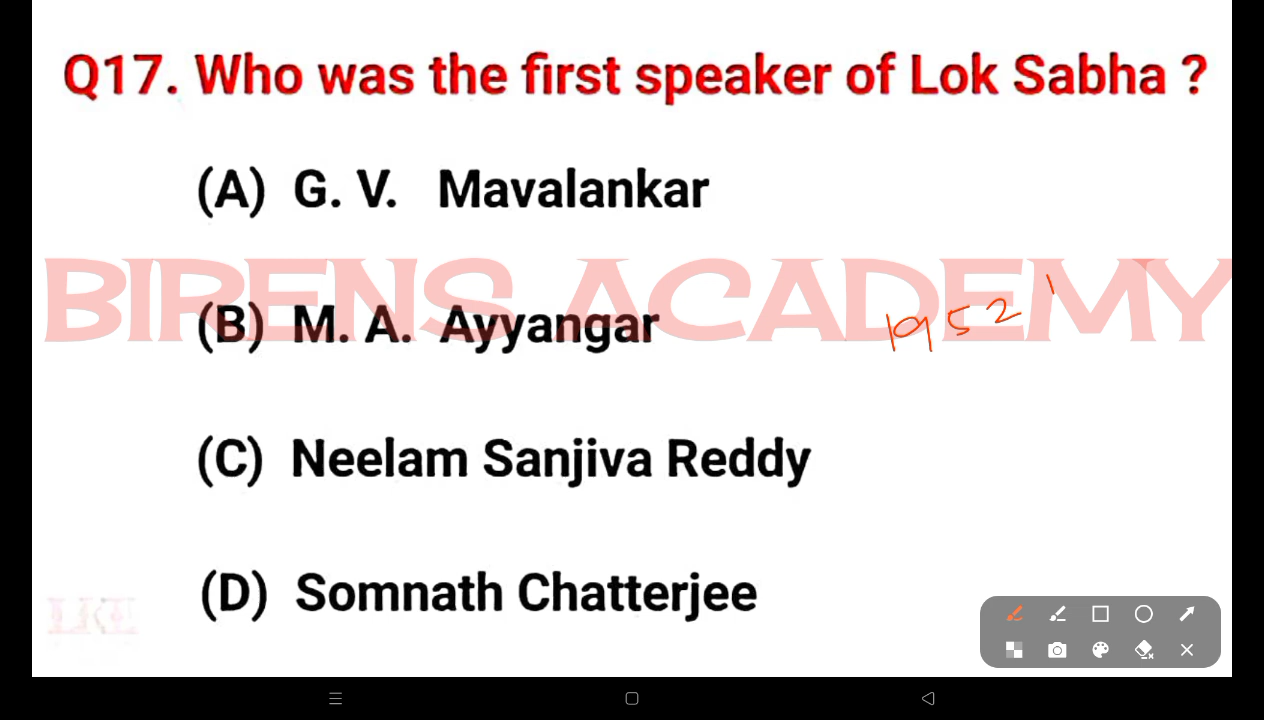 Q17. Who was the first speaker of Lok Sabha ?
(A) G. V. Mavalankar
BIRENS ACADEMY
(B) M. A. Ayyangar
1952
(C) Neelam Sanjiva Reddy
(D) Somnath Chatterjee